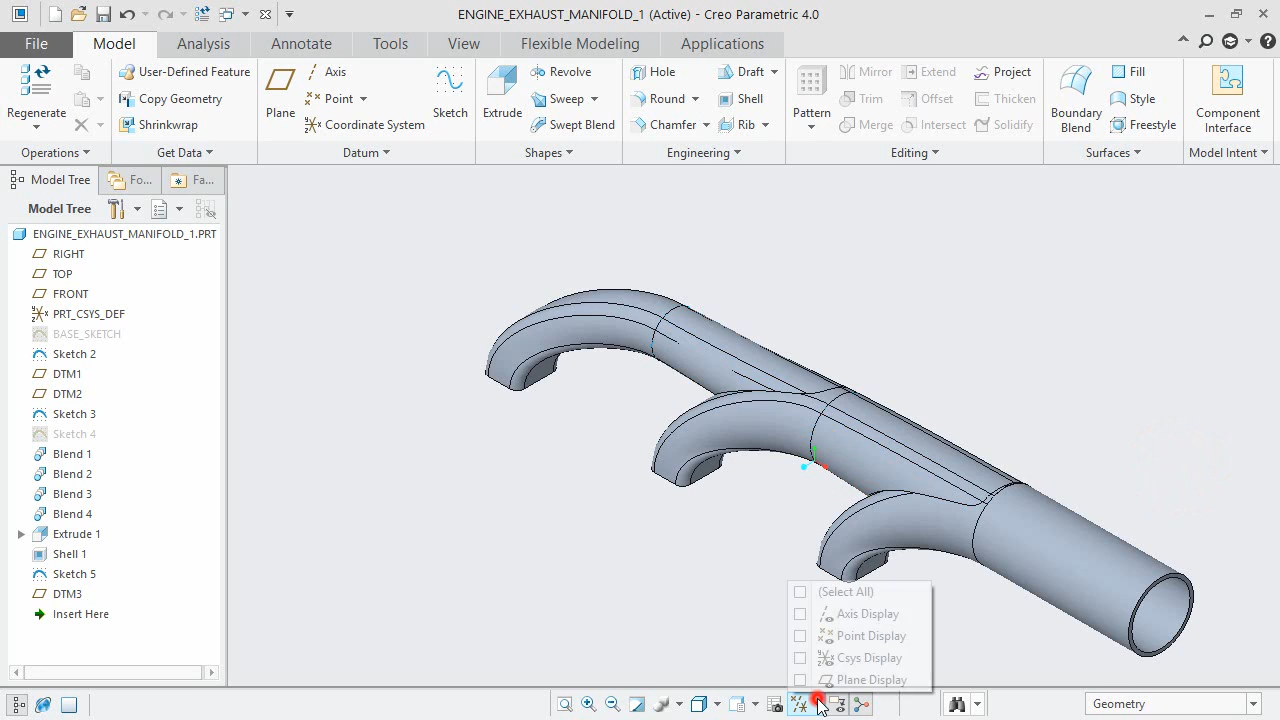 ENGINE_EXHAUST_MANIFOLD_1 (Active) - Creo Parametric 4.0
File Model Analysis Annotate Tools View Flexible Modeling Applications
Regenerate
Operations
User-Defined Feature
Copy Geometry
Shrinkwrap
Get Data
Plane
Axis
Point
Coordinate System
Sketch
Datum
Extrude
Revolve
Sweep
Swept Blend
Shapes
Hole
Round
Chamfer
Draft
Shell
Rib
Engineering
Pattern
Mirror
Trim
Merge
Extend
Offset
Intersect
Project
Thicken
Solidify
Editing
Boundary
Blend
Fill
Style
Freestyle
Surfaces
Component
Interface
Model Intent
Model Tree Fo... Fa...
Model Tree
ENGINE_EXHAUST_MANIFOLD_1.PRT
RIGHT
TOP
FRONT
PRT_CSYS_DEF
BASE_SKETCH
Sketch 2
DTM1
DTM2
Sketch 3
Sketch 4
Blend 1
Blend 2
Blend 3
Blend 4
Extrude 1
Shell 1
Sketch 5
DTM3
Insert Here
(Select All)
Axis Display
Point Display
Csys Display
Plane Display
Geometry